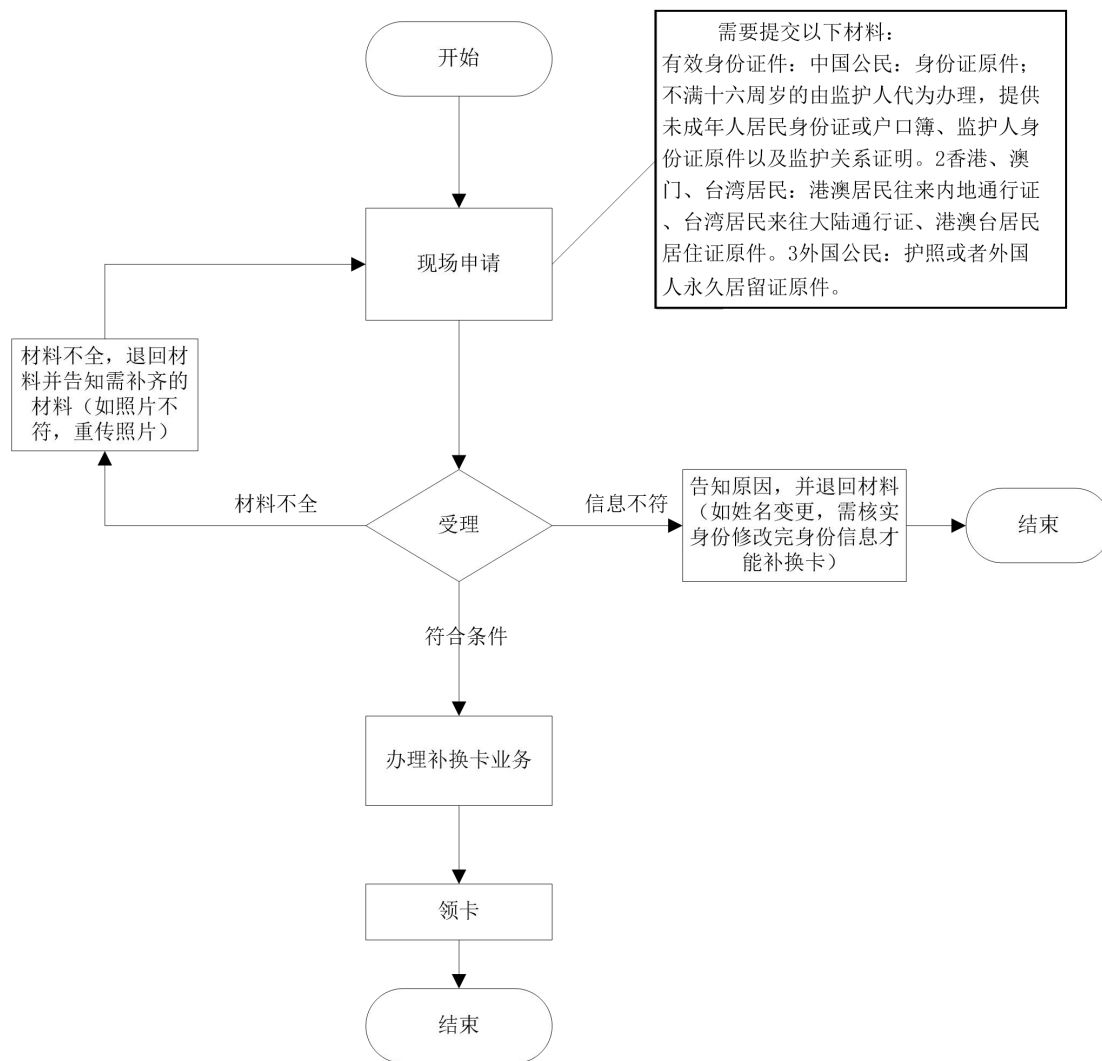 开始
需要提交以下材料：
有效身份证件：中国公民：身份证原件；
不满十六周岁的由监护人代为办理，提供
未成年人居民身份证或户口簿、监护人身
份证原件以及监护关系证明。2香港、澳
门、台湾居民：港澳居民往来内地通行证
、台湾居民来往大陆通行证、港澳台居民
居住证原件。3外国公民：护照或者外国
人永久居留证原件。
现场申请
材料不全，退回材
料并告知需补齐的
材料（如照片不
符，重传照片）
材料不全
受理
信息不符
告知原因，并退回材料
（如姓名变更，需核实
身份修改完身份信息才
能补换卡）
结束
符合条件
办理补换卡业务
领卡
结束